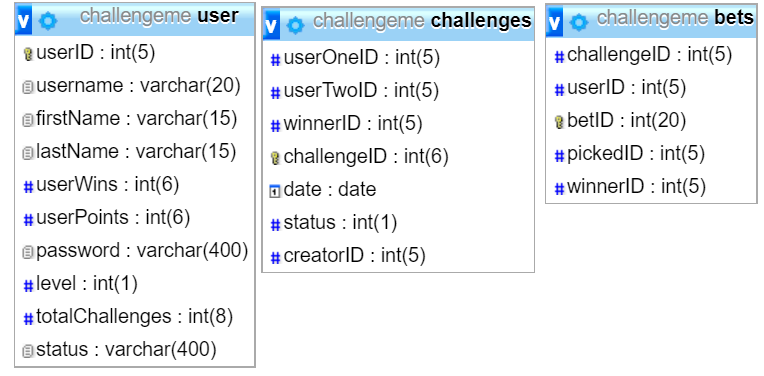 challengeme user
userID : int(5)
username : varchar(20)
firstName : varchar(15)
lastName : varchar(15)
userWins : int(6)
userPoints : int(6)
password : varchar(400)
level : int(1)
totalChallenges : int(8)
status : varchar(400)
challengeme challenges
userOneID : int(5)
userTwoID : int(5)
winnerID : int(5)
challengeID : int(6)
date : date
status : int(1)
creatorID : int(5)
challengeme bets
challengeID : int(5)
userID : int(5)
betID : int(20)
pickedID : int(5)
winnerID : int(5)